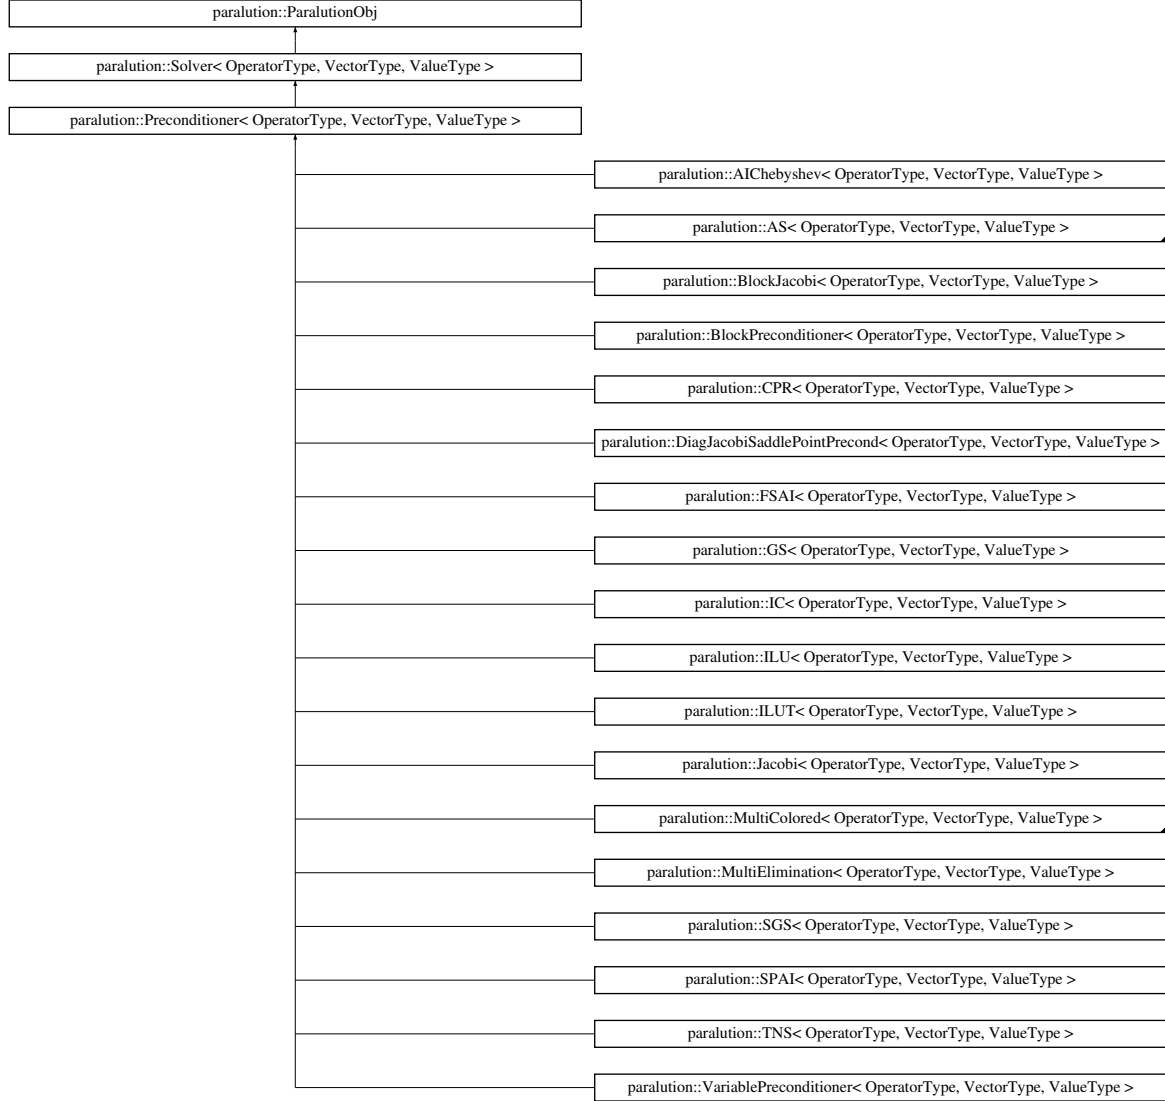 paralution::ParalutionObj
paralution::Solver< OperatorType, VectorType, ValueType >
paralution::Preconditioner< OperatorType, VectorType, ValueType >
paralution::AIChebyshev< OperatorType, VectorType, ValueType >
paralution::AS< OperatorType, VectorType, ValueType >
paralution::BlockJacobi< OperatorType, VectorType, ValueType >
paralution::BlockPreconditioner< OperatorType, VectorType, ValueType >
paralution::CPR< OperatorType, VectorType, ValueType >
paralution::DiagJacobiSaddlePointPrecond< OperatorType, VectorType, ValueType >
paralution::FSAI< OperatorType, VectorType, ValueType >
paralution::GS< OperatorType, VectorType, ValueType >
paralution::IC< OperatorType, VectorType, ValueType >
paralution::ILU< OperatorType, VectorType, ValueType >
paralution::ILUT< OperatorType, VectorType, ValueType >
paralution::Jacobi< OperatorType, VectorType, ValueType >
paralution::MultiColored< OperatorType, VectorType, ValueType >
paralution::MultiElimination< OperatorType, VectorType, ValueType >
paralution::SGS< OperatorType, VectorType, ValueType >
paralution::SPAI< OperatorType, VectorType, ValueType >
paralution::TNS< OperatorType, VectorType, ValueType >
paralution::VariablePreconditioner< OperatorType, VectorType, ValueType >